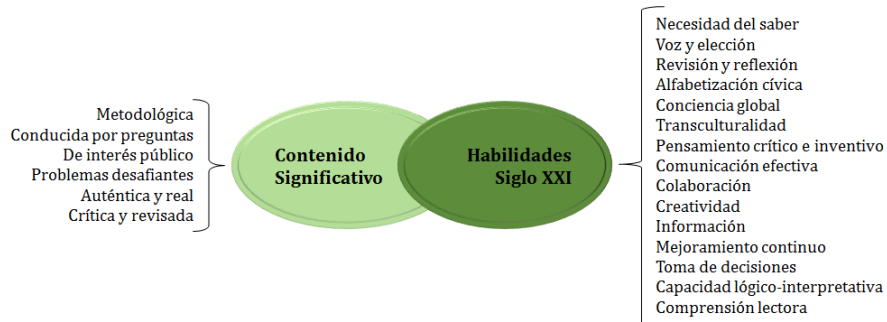 Metodológica
Conducida por preguntas
De interés público
Problemas desafiantes
Auténtica y real
Crítica y revisada
Contenido
Significativo
Habilidades
Siglo XXI
Necesidad del saber
Voz y elección
Revisión y reflexión
Alfabetización cívica
Conciencia global
Transculturalidad
Pensamiento crítico e inventivo
Comunicación efectiva
Colaboración
Creatividad
Información
Mejoramiento continuo
Toma de decisiones
Capacidad lógico-interpretativa
Comprensión lectora